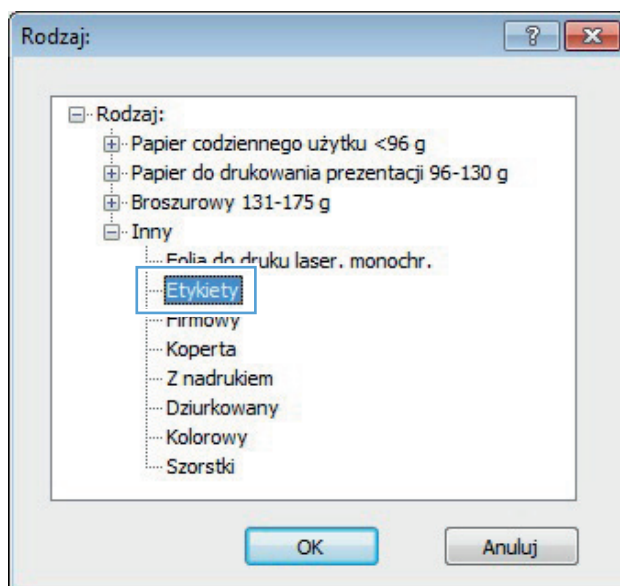 Rodzaj:
Rodzaj:
Papier codziennego użytku <96 g
Papier do drukowania prezentacji 96-130 g
Broszurowy 131-175 g
Inny
Folia do druku laser. monochr.
Etykiety
Firmowy
Koperta
Z nadrukiem
Dziurkowany
Kolorowy
Szorstki
OK
Anuluj